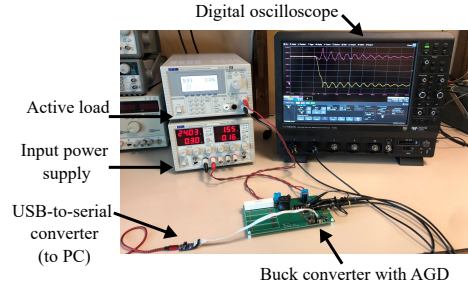 Digital oscilloscope
Active load
24.03 15.5
0.30 0.16
Input power
supply
USB-to-serial
converter
(to PC)
Buck converter with AGD